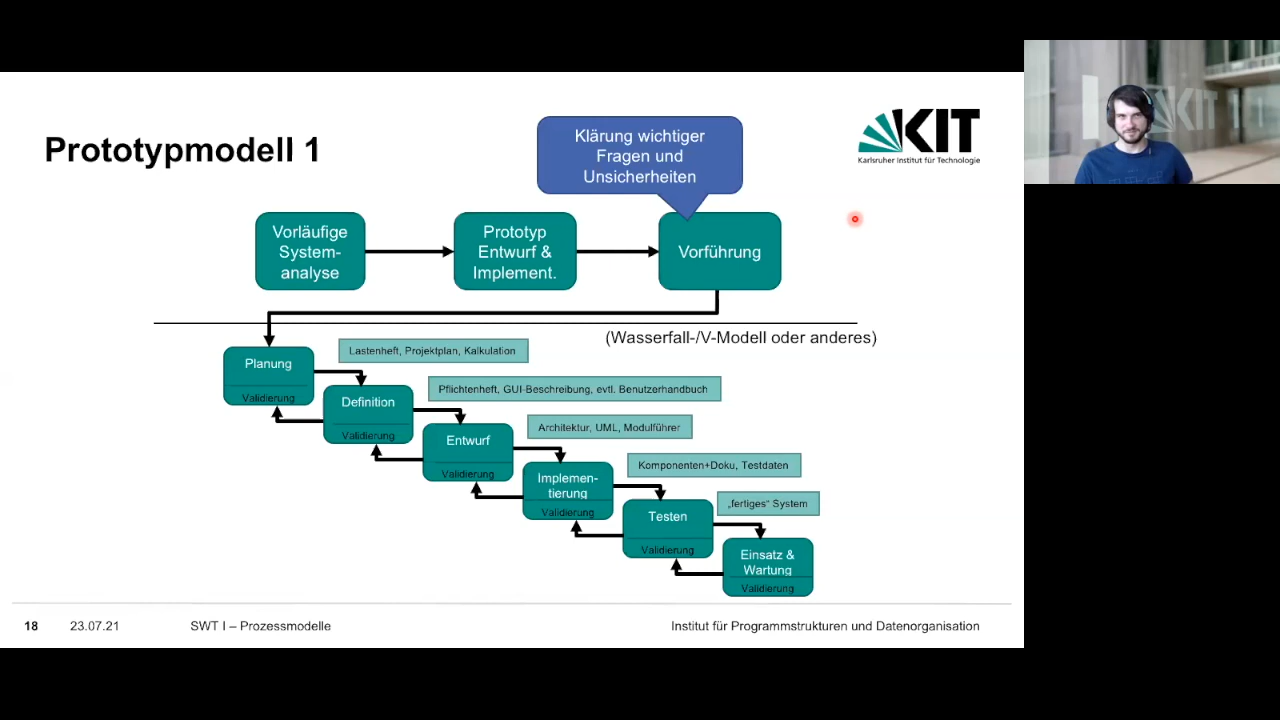 Prototypmodell 1
Klärung wichtiger
Fragen und
Unsicherheiten
KIT
Karlsruher Institut für Technologie
KIT
Vorläufige
System-
analyse
Prototyp
Entwurf &
Implement.
Vorführung
(Wasserfall-/V-Modell oder anderes)
Planung
Validierung
Lastenheft, Projektplan, Kalkulation
Definition
Validierung
Pflichtenheft, GUI-Beschreibung, evtl. Benutzerhandbuch
Entwurf
Validierung
Architektur, UML, Modulführer
Implemen-
tierung
Validierung
Komponenten+Doku, Testdaten
Testen
Validierung
„fertiges“ System
Einsatz &
Wartung
Validierung
18 23.07.21 SWT I – Prozessmodelle Institut für Programmstrukturen und Datenorganisation